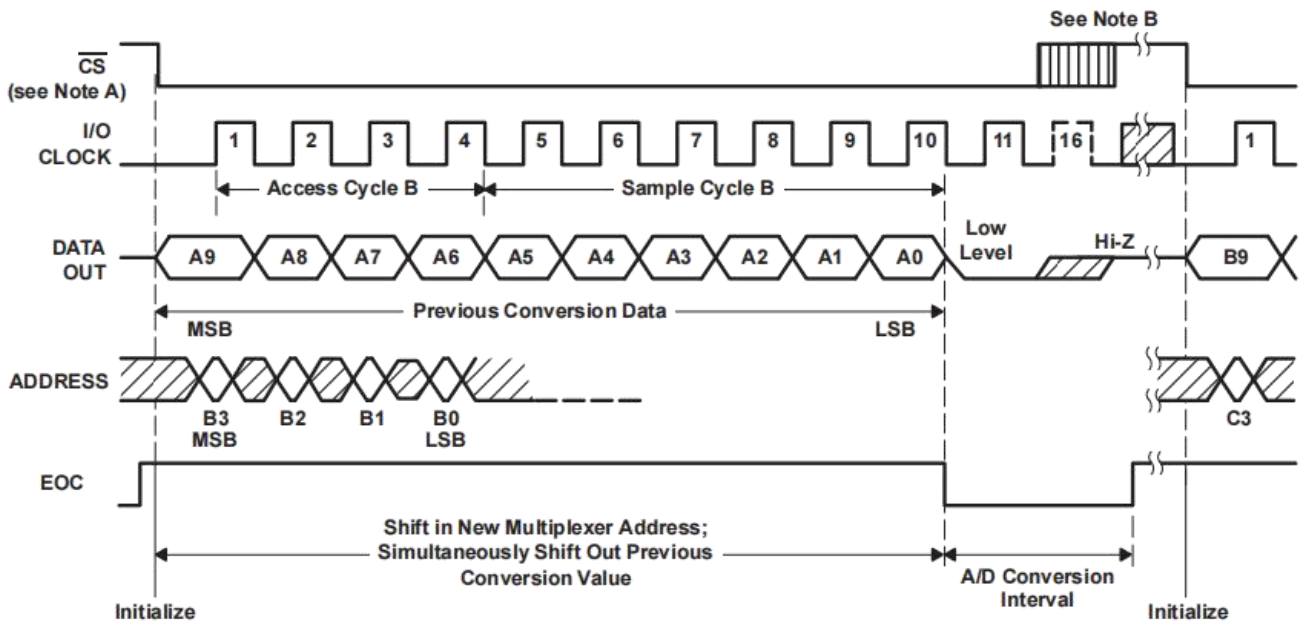 See Note B
CS
(see Note A)
I/O
CLOCK
1 2 3 4 5 6 7 8 9 10 11 16 1
Access Cycle B
Sample Cycle B
DATA
OUT
A9 A8 A7 A6 A5 A4 A3 A2 A1 A0
Low
Level
Hi-Z
B9
Previous Conversion Data
MSB
LSB
ADDRESS
B3
MSB
B2
B1
B0
LSB
C3
EOC
Shift in New Multiplexer Address;
Simultaneously Shift Out Previous
Conversion Value
A/D Conversion
Interval
Initialize
Initialize